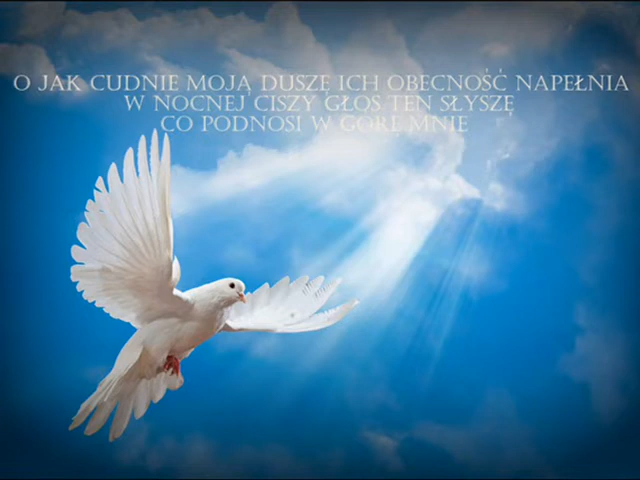 O JAK CUDNIE MOJĄ DUSZĘ ICH OBECNOŚĆ NAPEŁNIA
W NOCNEJ CISZY GŁOS TEN SŁYSZĘ
CO PODNOSI W GÓRĘ MNIE